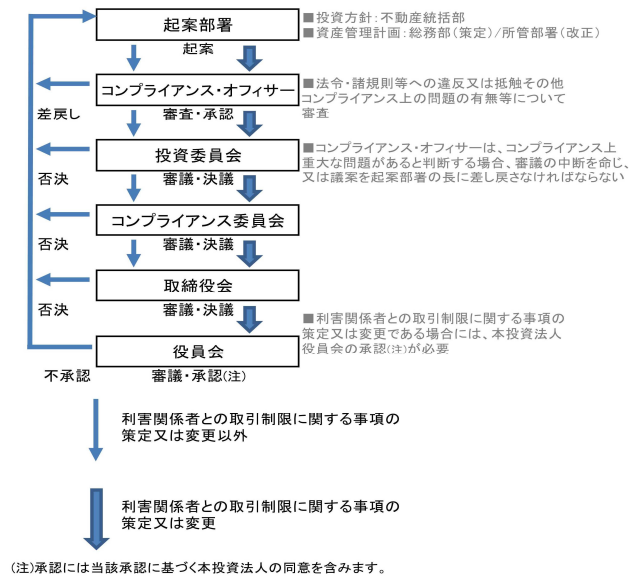 起案部署
■投資方針：不動産統括部
■資産管理計画：総務部（策定）/所管部署（改正）
起案
コンプライアンス・オフィサー
■法令・諸規則等への違反又は抵触その他
コンプライアンス上の問題の有無等について
審査
差戻し
審査・承認
投資委員会
■コンプライアンス・オフィサーは、コンプライアンス上
重大な問題があると判断する場合、審議の中断を命じ、
又は議案を起案部署の長に差し戻さなければならない
否決
審議・決議
コンプライアンス委員会
否決
審議・決議
取締役会
否決
審議・決議
■利害関係者との取引制限に関する事項の
策定又は変更である場合には、本投資法人
役員会の承認（注）が必要
役員会
不承認
審議・承認（注）
利害関係者との取引制限に関する事項の
策定又は変更以外
利害関係者との取引制限に関する事項の
策定又は変更
（注）承認には当該承認に基づく本投資法人の同意を含みます。